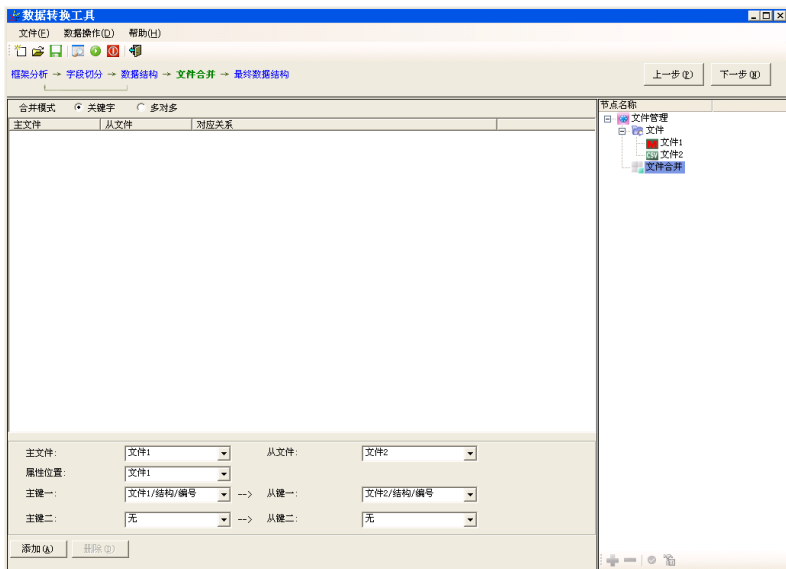 数据转换工具
文件(F) 数据操作(D) 帮助(H)
框架分析 → 字段切分 → 数据结构 → 文件合并 → 最终数据结构
上一步(P) 下一步(N)
合并模式 关键字 多对多
主文件 从文件 对应关系
节点名称
文件管理
文件
文件1
CSV 文件2
文件合并
主文件: 文件1 从文件: 文件2
属性位置: 文件1
主键一: 文件1/结构/编号 --> 从键一: 文件2/结构/编号
主键二: 无 --> 从键二: 无
添加(A) 删除(D)